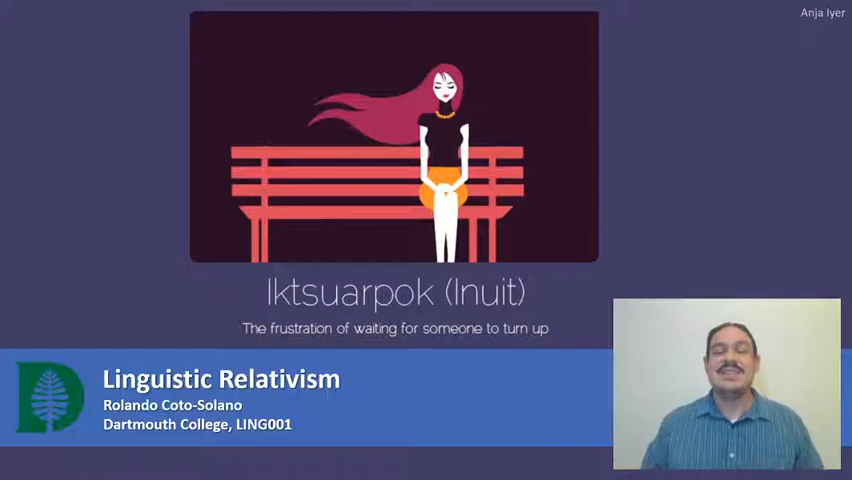 Anja Iyer
Iktsuarpok (Inuit)
The frustration of waiting for someone to turn up
Linguistic Relativism
Rolando Coto-Solano
Dartmouth College, LING001